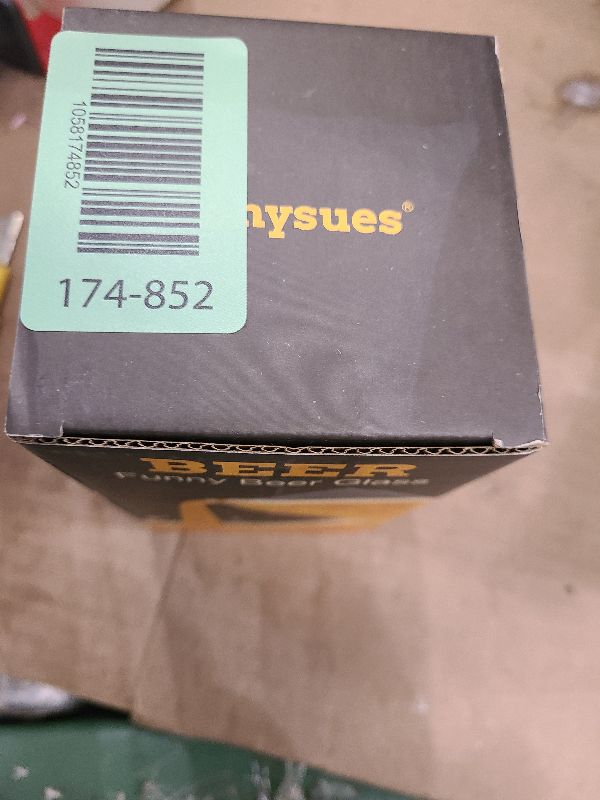 1058174852
174-852
nysues®
BEER
Funny Beer Glass